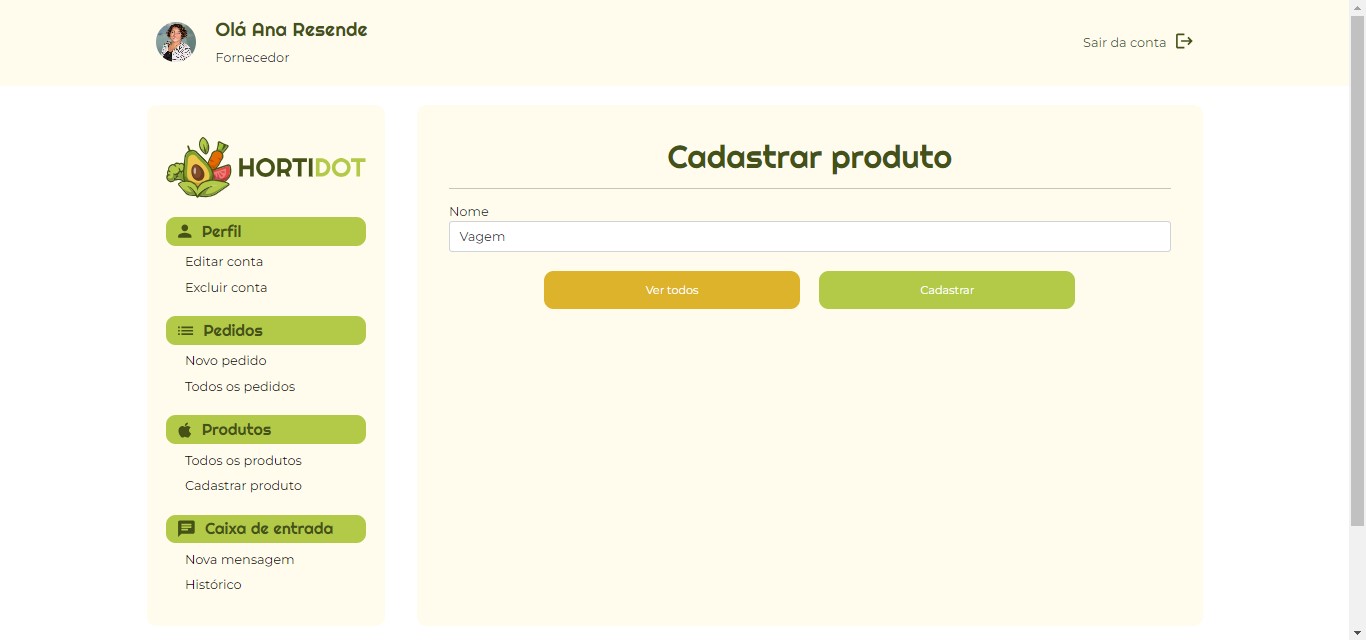 Olá Ana Resende
Fornecedor
Sair da conta
HORTIDOT
Perfil
Editar conta
Excluir conta
Pedidos
Novo pedido
Todos os pedidos
Produtos
Todos os produtos
Cadastrar produto
Caixa de entrada
Nova mensagem
Histórico
Cadastrar produto
Nome
Vagem
Ver todos
Cadastrar